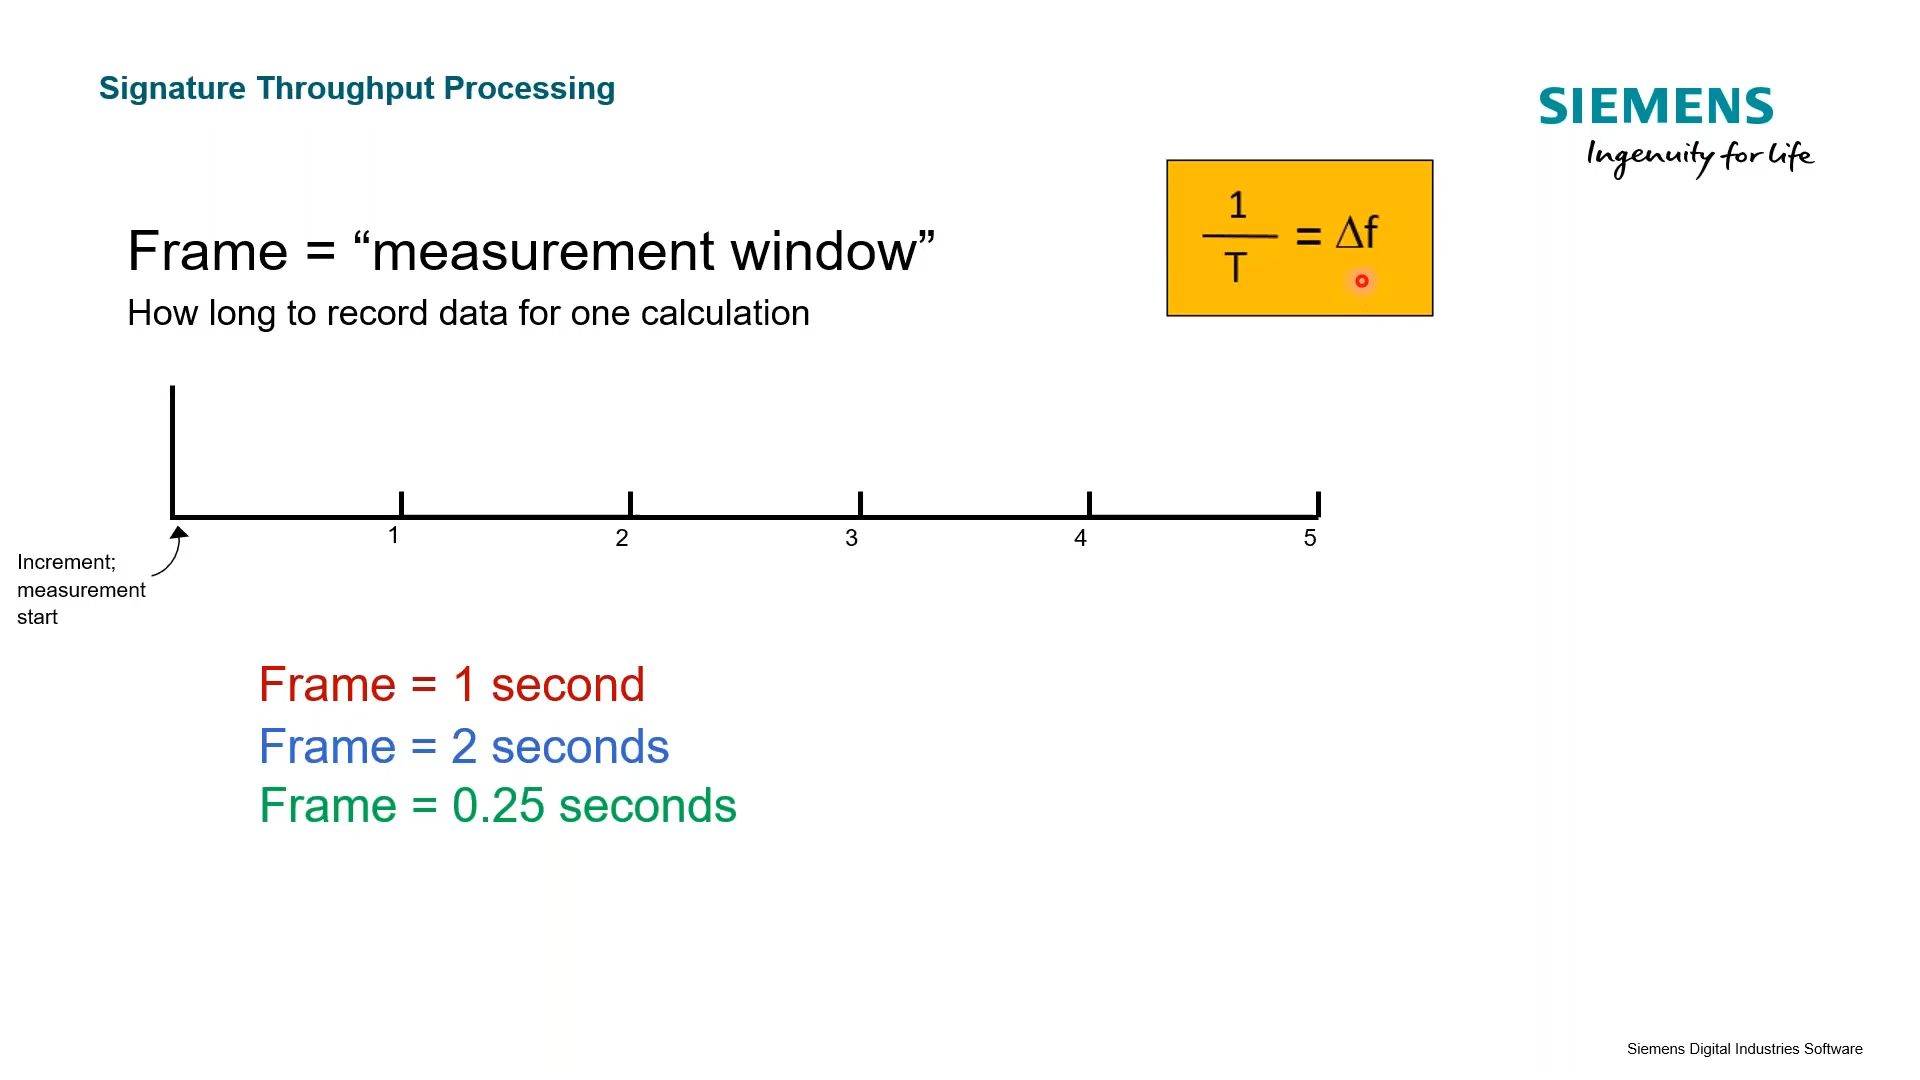 Signature Throughput Processing
SIEMENS
Ingenuity for life
Frame = “measurement window”
How long to record data for one calculation
1
T
= Δf
1
2
3
4
5
Increment;
measurement
start
Frame = 1 second
Frame = 2 seconds
Frame = 0.25 seconds
Siemens Digital Industries Software